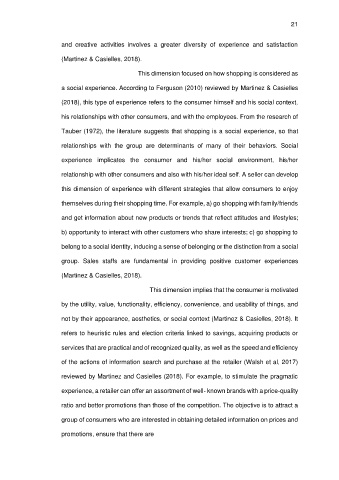 21
and creative activities involves a greater diversity of experience and satisfaction
(Martinez & Casielles, 2018).
This dimension focused on how shopping is considered as
a social experience. According to Ferguson (2010) reviewed by Martinez & Casielles
(2018), this type of experience refers to the consumer himself and his social context,
his relationships with other consumers, and with the employees. From the research of
Tauber (1972), the literature suggests that shopping is a social experience, so that
relationships with the group are determinants of many of their behaviors. Social
experience implicates the consumer and his/her social environment, his/her
relationship with other consumers and also with his/her ideal self. A seller can develop
this dimension of experience with different strategies that allow consumers to enjoy
themselves during their shopping time. For example, a) go shopping with family/friends
and get information about new products or trends that reflect attitudes and lifestyles;
b) opportunity to interact with other customers who share interests; c) go shopping to
belong to a social identity, inducing a sense of belonging or the distinction from a social
group. Sales staffs are fundamental in providing positive customer experiences
(Martinez & Casielles, 2018).
This dimension implies that the consumer is motivated
by the utility, value, functionality, efficiency, convenience, and usability of things, and
not by their appearance, aesthetics, or social context (Martinez & Casielles, 2018). It
refers to heuristic rules and election criteria linked to savings, acquiring products or
services that are practical and of recognized quality, as well as the speed and efficiency
of the actions of information search and purchase at the retailer (Walsh et al, 2017)
reviewed by Martinez and Casielles (2018). For example, to stimulate the pragmatic
experience, a retailer can offer an assortment of well- known brands with a price-quality
ratio and better promotions than those of the competition. The objective is to attract a
group of consumers who are interested in obtaining detailed information on prices and
promotions, ensure that there are